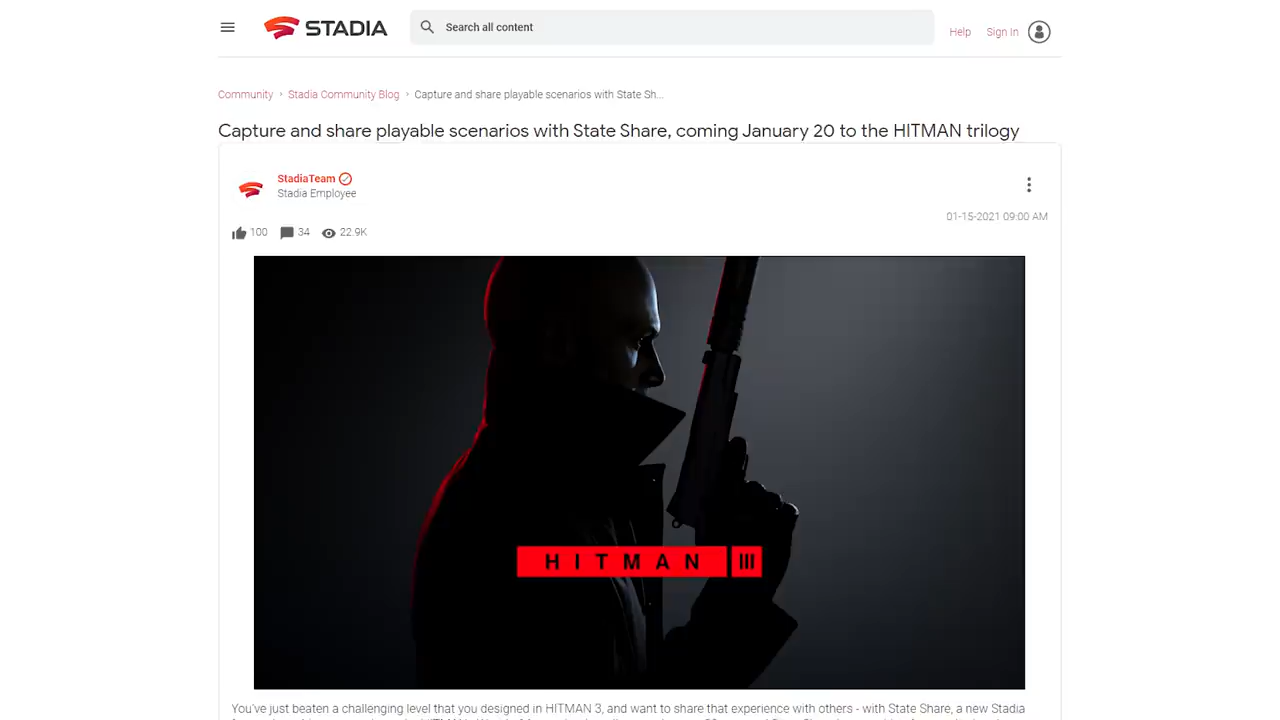 STADIA
Search all content
Help
Sign In
Community › Stadia Community Blog › Capture and share playable scenarios with State Sh...
Capture and share playable scenarios with State Share, coming January 20 to the HITMAN trilogy
StadiaTeam
Stadia Employee
01-15-2021 09:00 AM
100 34 22.9K
HITMAN III
You've just beaten a challenging level that you designed in HITMAN 3, and want to share that experience with others - with State Share, a new Stadia